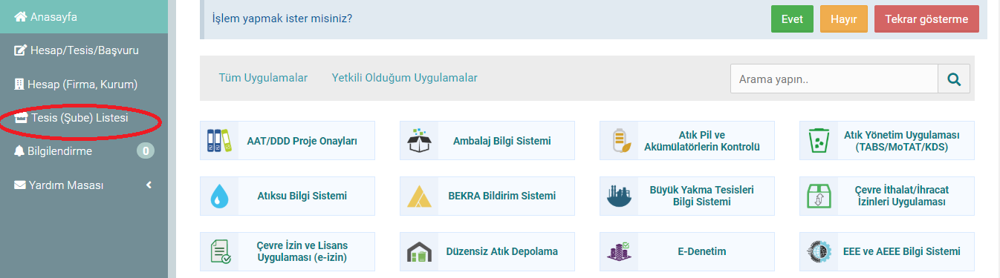 Anasayfa
Hesap/Tesis/Başvuru
Hesap (Firma, Kurum)
Tesis (Şube) Listesi
Bilgilendirme 0
Yardım Masası
İşlem yapmak ister misiniz?
Evet Hayır Tekrar gösterme
Tüm Uygulamalar Yetkili Olduğum Uygulamalar
Arama yapın..
AAT/DDD Proje Onayları
Ambalaj Bilgi Sistemi
Atık Pil ve
Akümülatörlerin Kontrolü
Atık Yönetim Uygulaması
(TABS/MoTAT/KDS)
Atıksu Bilgi Sistemi
BEKRA Bildirim Sistemi
Büyük Yakma Tesisleri
Bilgi Sistemi
Çevre İthalat/İhracat
İzinleri Uygulaması
Çevre İzin ve Lisans
Uygulaması (e-izin)
Düzensiz Atık Depolama
E-Denetim
EEE ve AEEE Bilgi Sistemi